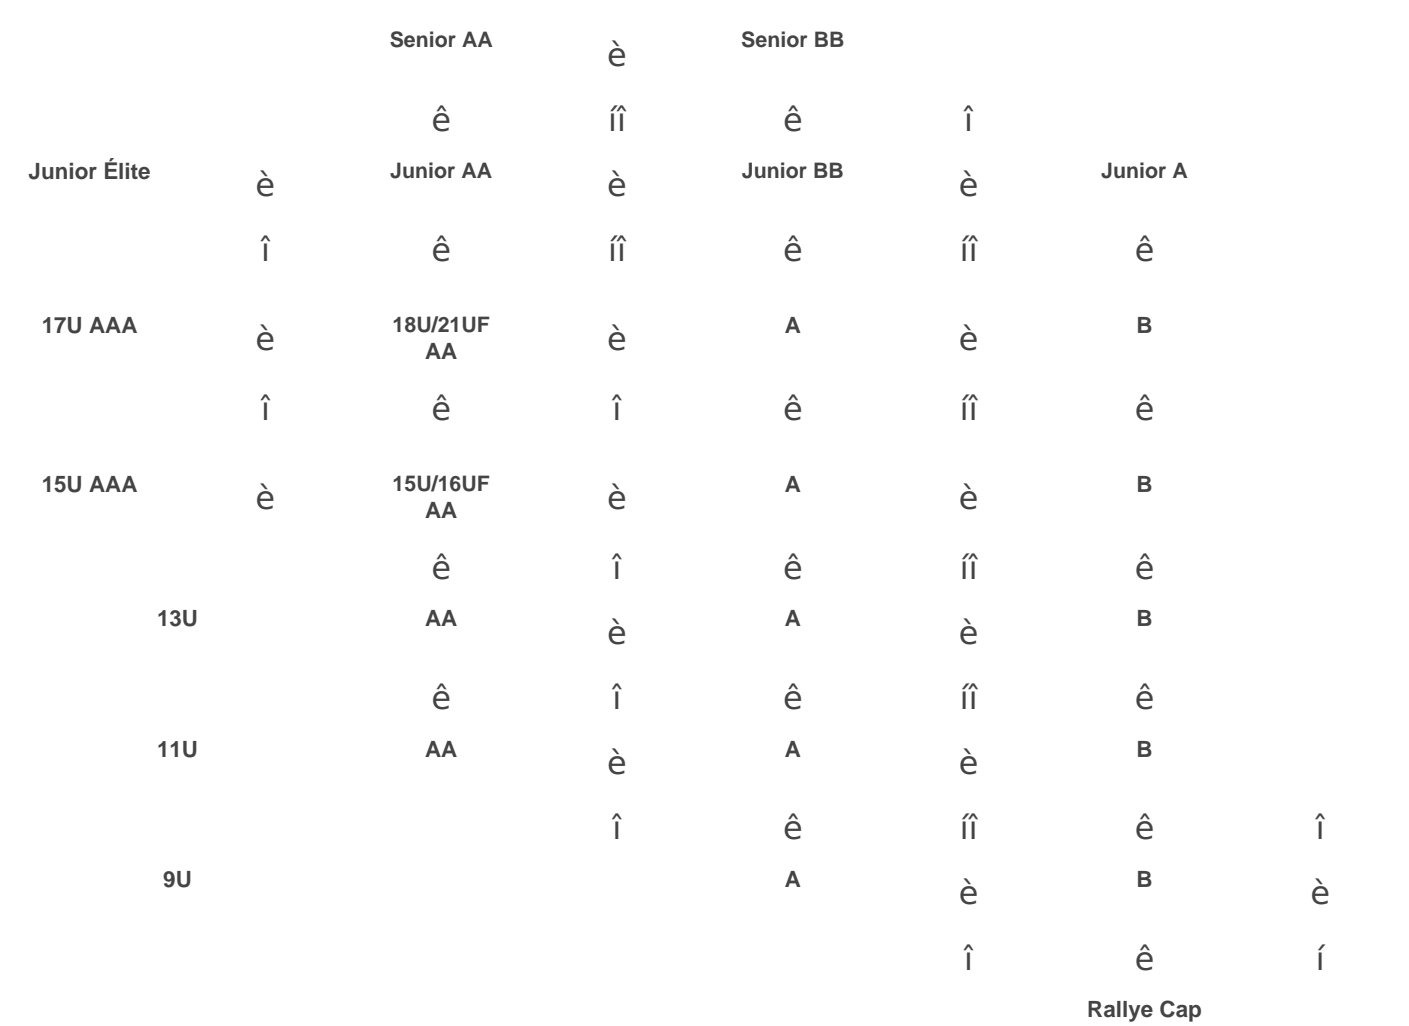 Senior AA è Senior BB
ê íî ê î
Junior Élite è Junior AA è Junior BB è Junior A
î ê íî ê íî ê
17U AAA è 18U/21UF AA è A è B
î ê î ê íî ê
15U AAA è 15U/16UF AA è A è B
ê î ê íî ê
13U AA è A è B
ê î ê íî ê
11U AA è A è B
î ê íî ê î
9U A è B è
î ê í
Rallye Cap